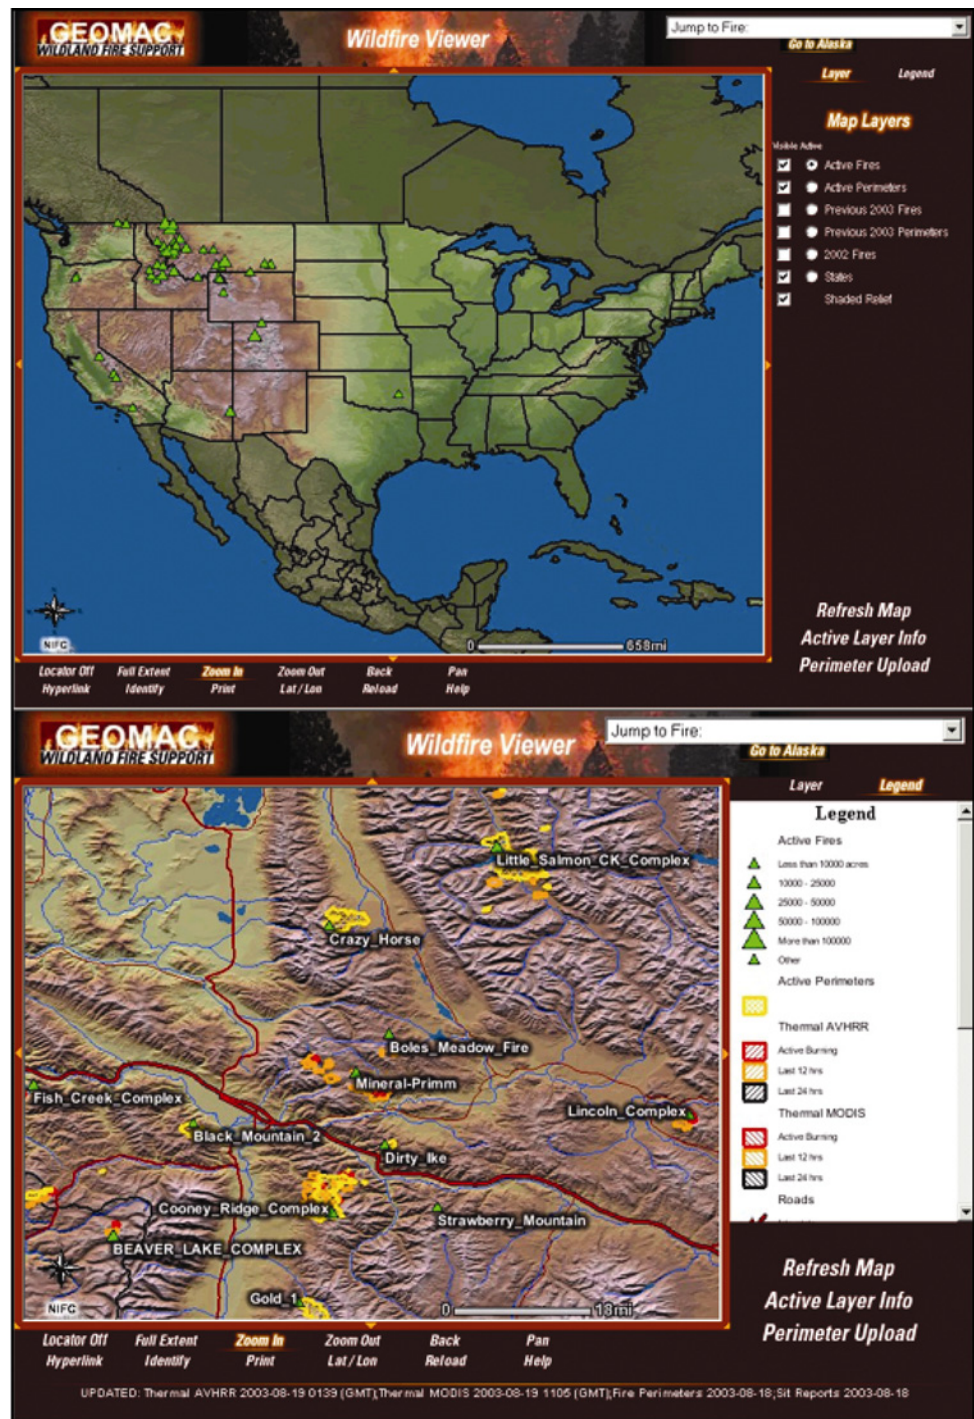 GEOMAC
WILDLAND FIRE SUPPORT
Wildfire Viewer
Jump to Fire:
Go to Alaska
Layer Legend
Map Layers
Visible Active
Active Fires
Active Perimeters
Previous 2003 Fires
Previous 2003 Perimeters
2002 Fires
States
Shaded Relief
NIFC
0 658mi
Refresh Map
Active Layer Info
Perimeter Upload
Locator Off Full Extent Zoom In Zoom Out Back Pan
Hyperlink Identify Print Lat/Lon Reload Help
GEOMAC
WILDLAND FIRE SUPPORT
Wildfire Viewer
Jump to Fire:
Go to Alaska
Layer Legend
Little_Salmon_CK_Complex
Crazy_Horse
Boles_Meadow_Fire
Mineral-Primm
Fish_Creek_Complex
Lincoln_Complex
Black_Mountain_2
Dirty_Ike
Cooney_Ridge_Complex
Strawberry_Mountain
BEAVER_LAKE_COMPLEX
Gold_1
NIFC
0 18mi
Legend
Active Fires
Less than 10000 acres
10000 - 25000
25000 - 50000
50000 - 100000
More than 100000
Other
Active Perimeters
Thermal AVHRR
Active Burning
Last 12 hrs
Last 24 hrs
Thermal MODIS
Active Burning
Last 12 hrs
Last 24 hrs
Roads
Refresh Map
Active Layer Info
Perimeter Upload
Locator Off Full Extent Zoom In Zoom Out Back Pan
Hyperlink Identify Print Lat/Lon Reload Help
UPDATED: Thermal AVHRR 2003-08-19 0139 (GMT);Thermal MODIS 2003-08-19 1105 (GMT);Fire Perimeters 2003-08-18;Sit Reports 2003-08-18